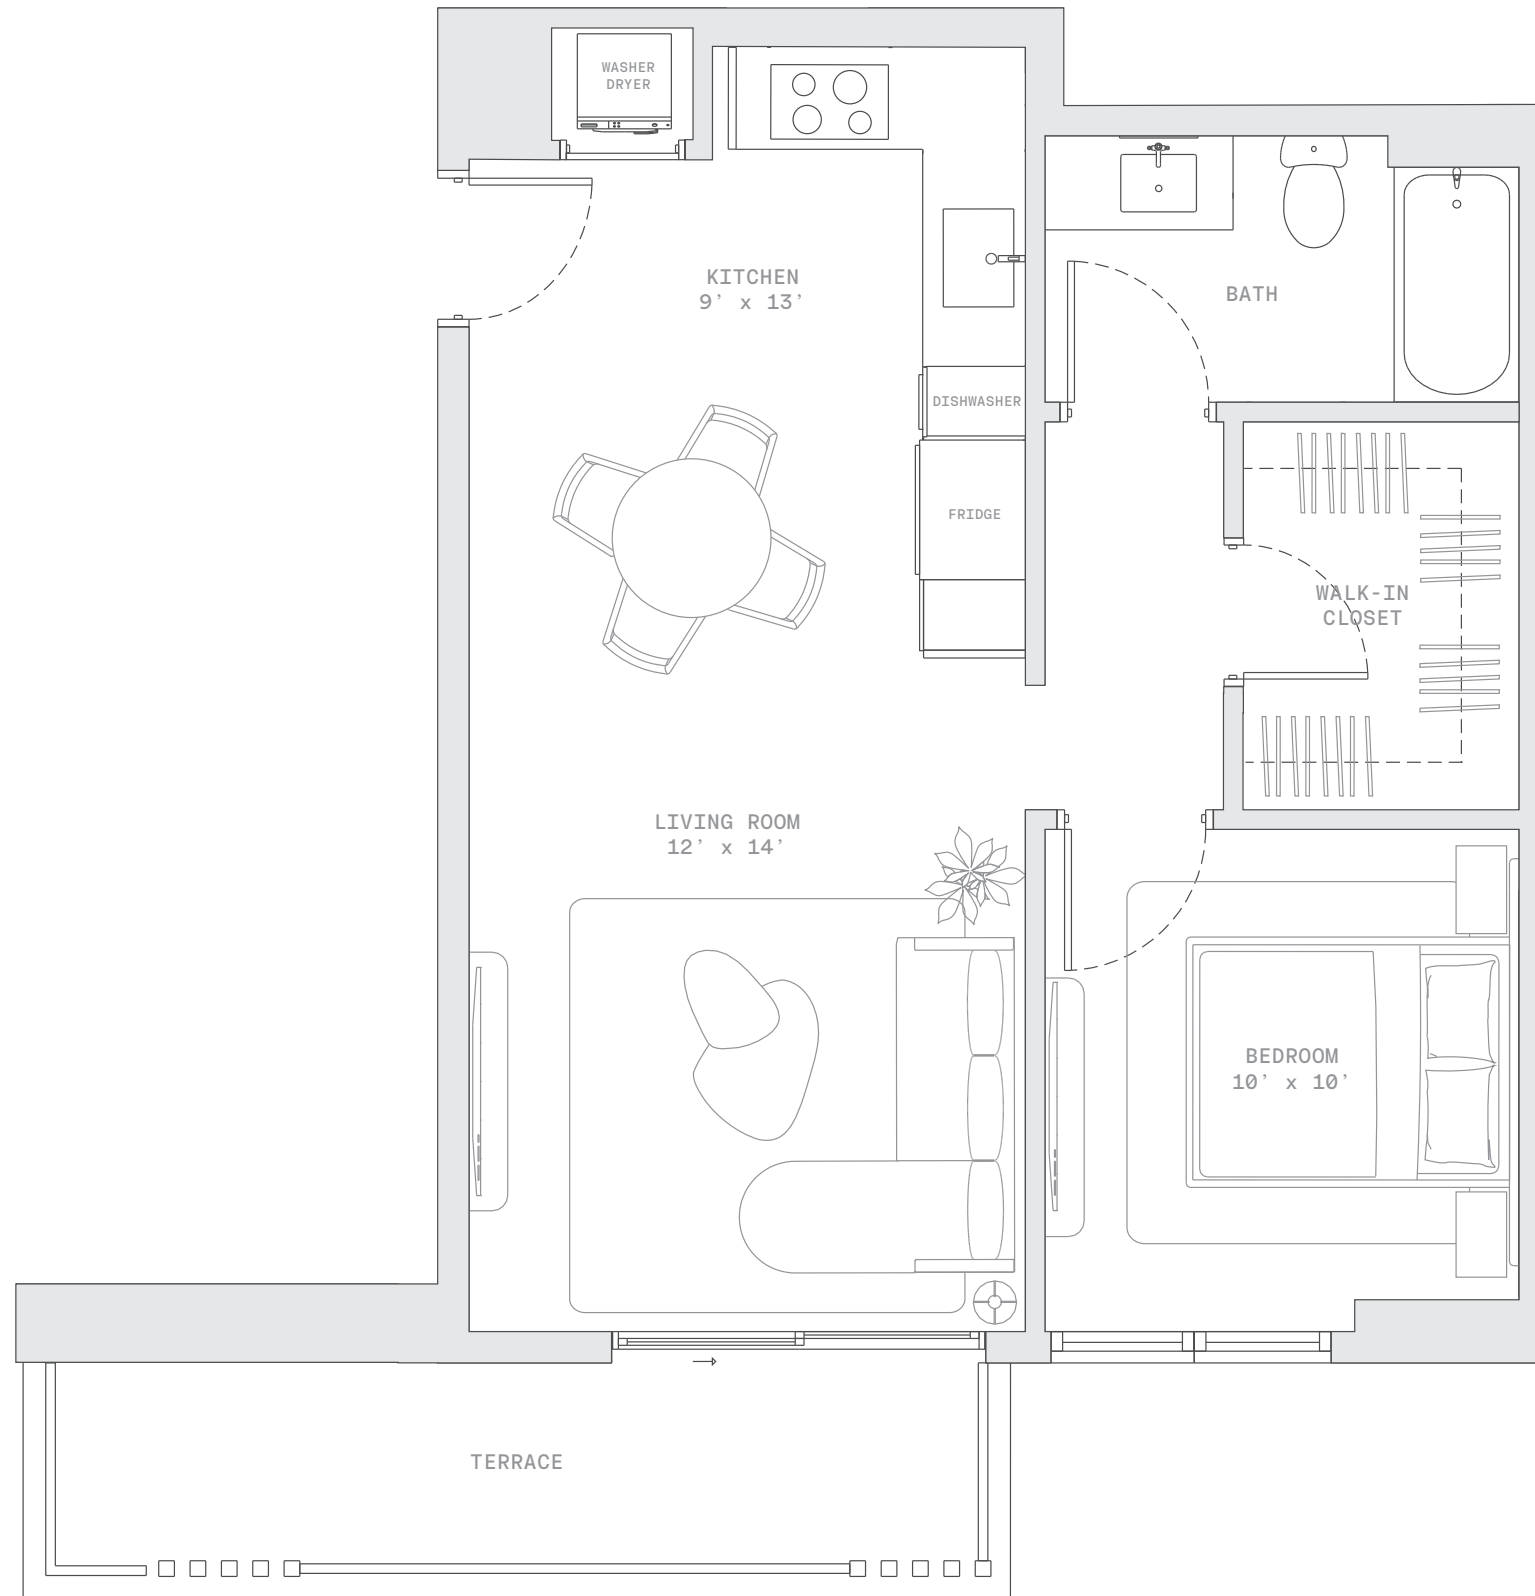 WASHER
DRYER
KITCHEN
9' x 13'
BATH
DISHWASHER
FRIDGE
WALK-IN
CLOSET
LIVING ROOM
12' x 14'
BEDROOM
10' x 10'
TERRACE